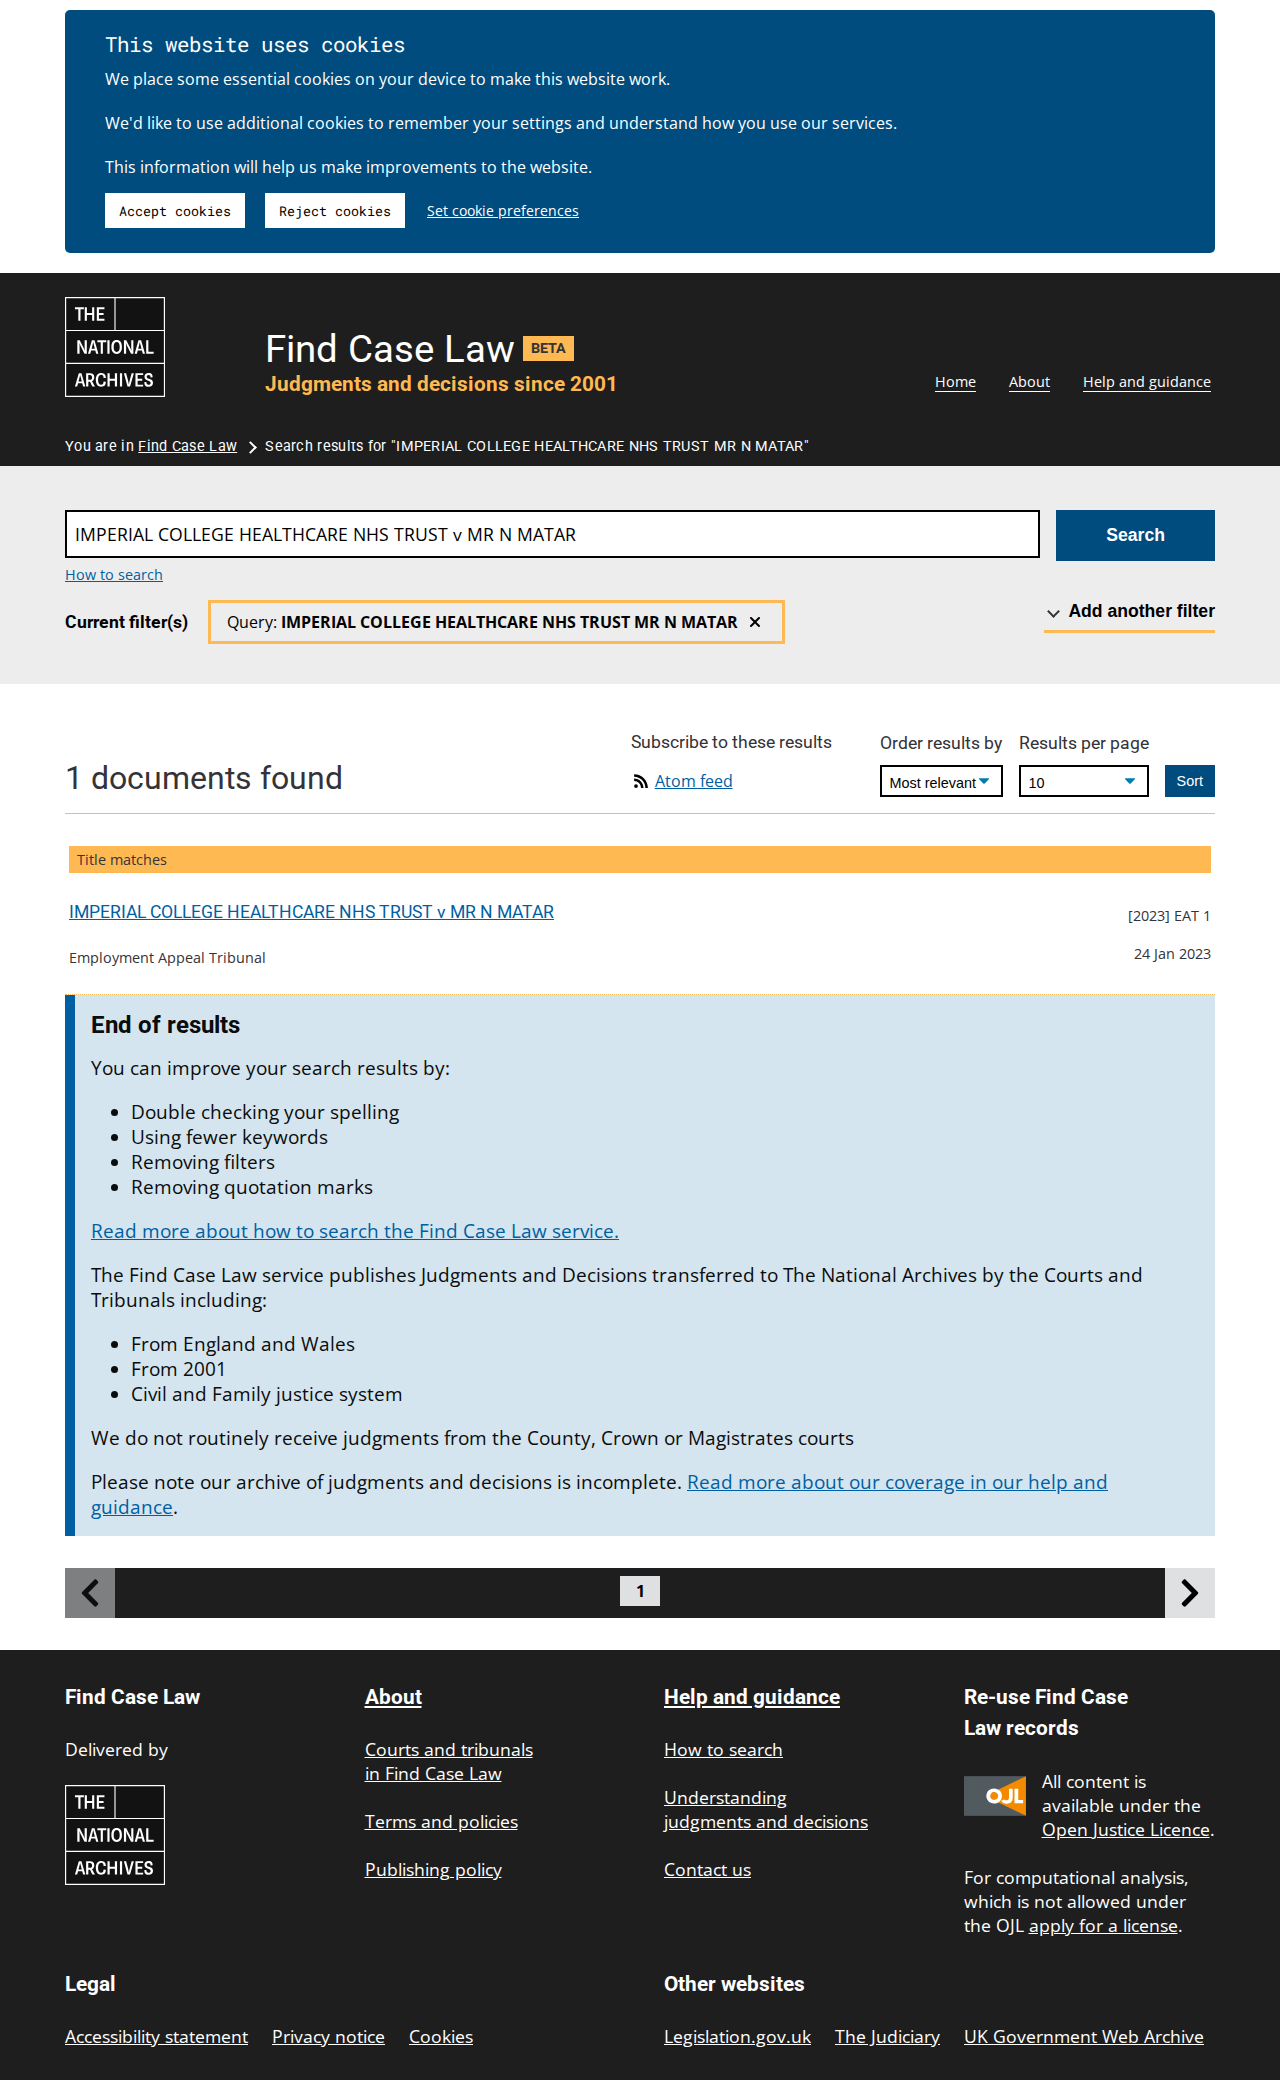 This website uses cookies
We place some essential cookies on your device to make this website work.
We'd like to use additional cookies to remember your settings and understand how you use our services.
This information will help us make improvements to the website.
Accept cookies Reject cookies Set cookie preferences
THE
NATIONAL
ARCHIVES
Find Case Law BETA
Judgments and decisions since 2001
Home About Help and guidance
You are in Find Case Law Search results for "IMPERIAL COLLEGE HEALTHCARE NHS TRUST MR N MATAR"
IMPERIAL COLLEGE HEALTHCARE NHS TRUST v MR N MATAR
Search
How to search
Current filter(s) Query: IMPERIAL COLLEGE HEALTHCARE NHS TRUST MR N MATAR ✕
Add another filter
1 documents found
Subscribe to these results
Atom feed
Order results by
Most relevant
Results per page
10
Sort
Title matches
IMPERIAL COLLEGE HEALTHCARE NHS TRUST v MR N MATAR
[2023] EAT 1
Employment Appeal Tribunal
24 Jan 2023
End of results
You can improve your search results by:
Double checking your spelling
Using fewer keywords
Removing filters
Removing quotation marks
Read more about how to search the Find Case Law service.
The Find Case Law service publishes Judgments and Decisions transferred to The National Archives by the Courts and
Tribunals including:
From England and Wales
From 2001
Civil and Family justice system
We do not routinely receive judgments from the County, Crown or Magistrates courts
Please note our archive of judgments and decisions is incomplete. Read more about our coverage in our help and
guidance.
1
Find Case Law
Delivered by
THE
NATIONAL
ARCHIVES
About
Courts and tribunals
in Find Case Law
Terms and policies
Publishing policy
Help and guidance
How to search
Understanding
judgments and decisions
Contact us
Re-use Find Case
Law records
OJL
All content is
available under the
Open Justice Licence.
For computational analysis,
which is not allowed under
the OJL apply for a license.
Legal
Accessibility statement Privacy notice Cookies
Other websites
Legislation.gov.uk The Judiciary UK Government Web Archive